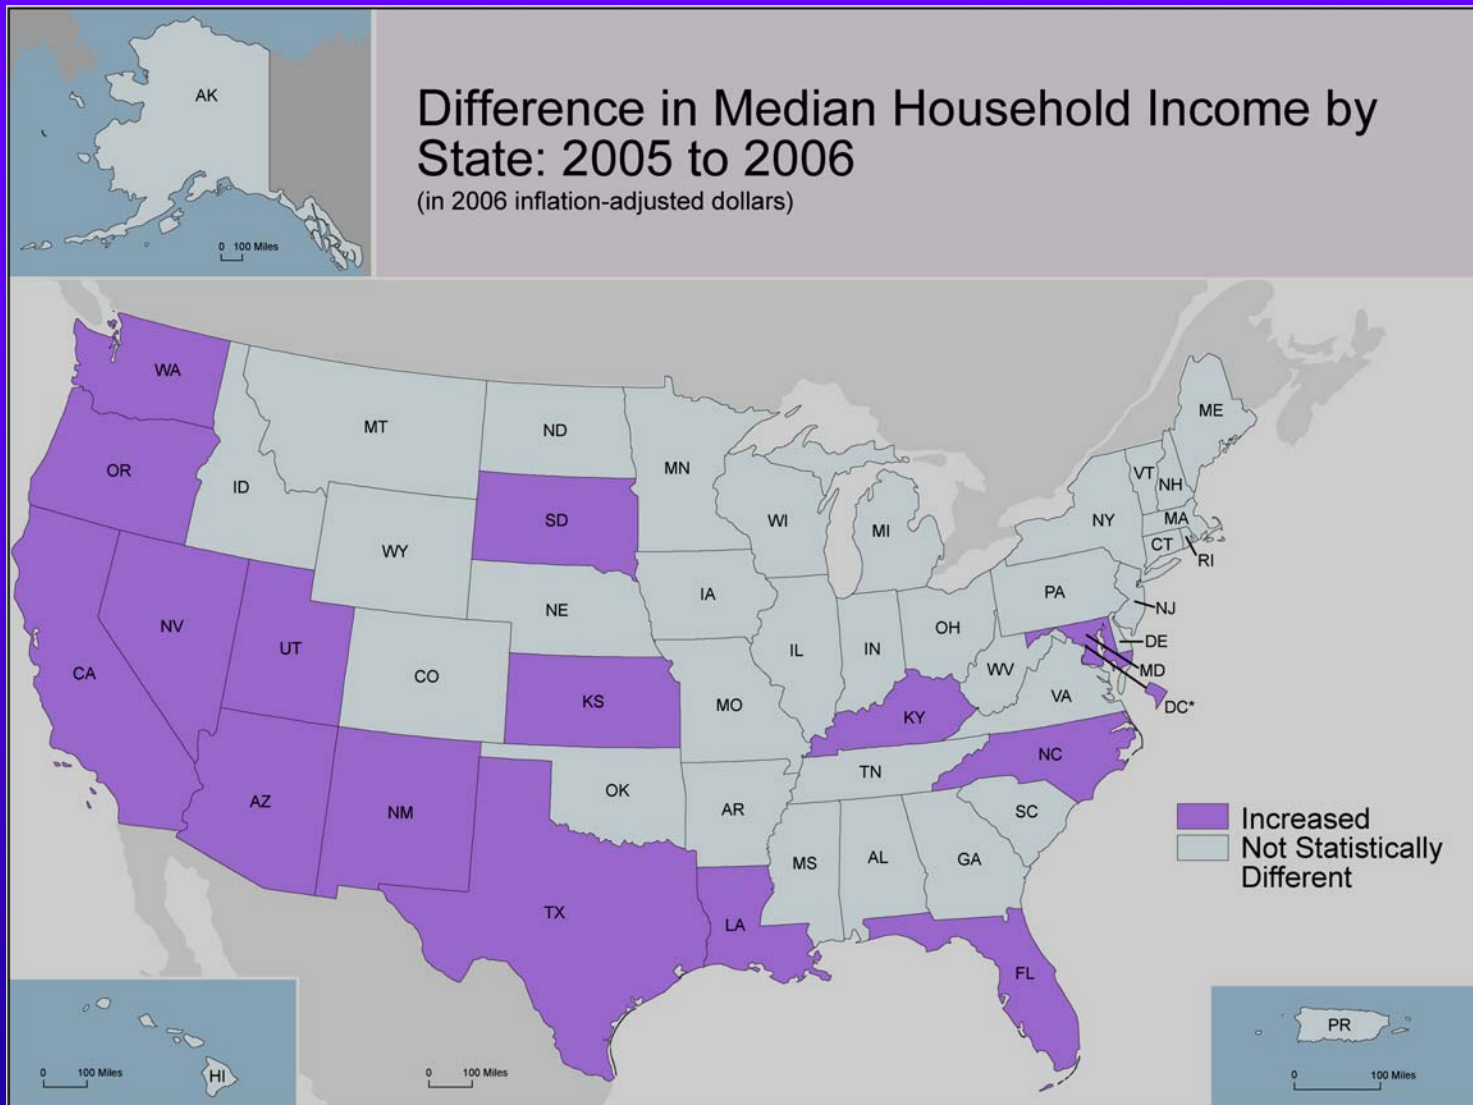 AK
0 100 Miles
Difference in Median Household Income by
State: 2005 to 2006
(in 2006 inflation-adjusted dollars)
WA
MT
ND
ME
OR
ID
MN
VT
NH
SD
WI
MI
NY
MA
WY
CT
RI
NE
IA
PA
NJ
NV
UT
OH
DE
CA
CO
IL
IN
WV
MD
KS
MO
VA
DC*
KY
NC
AZ
NM
OK
TN
AR
SC
Increased
Not Statistically
Different
MS
AL
GA
TX
LA
FL
PR
HI
0 100 Miles
0 100 Miles
0 100 Miles